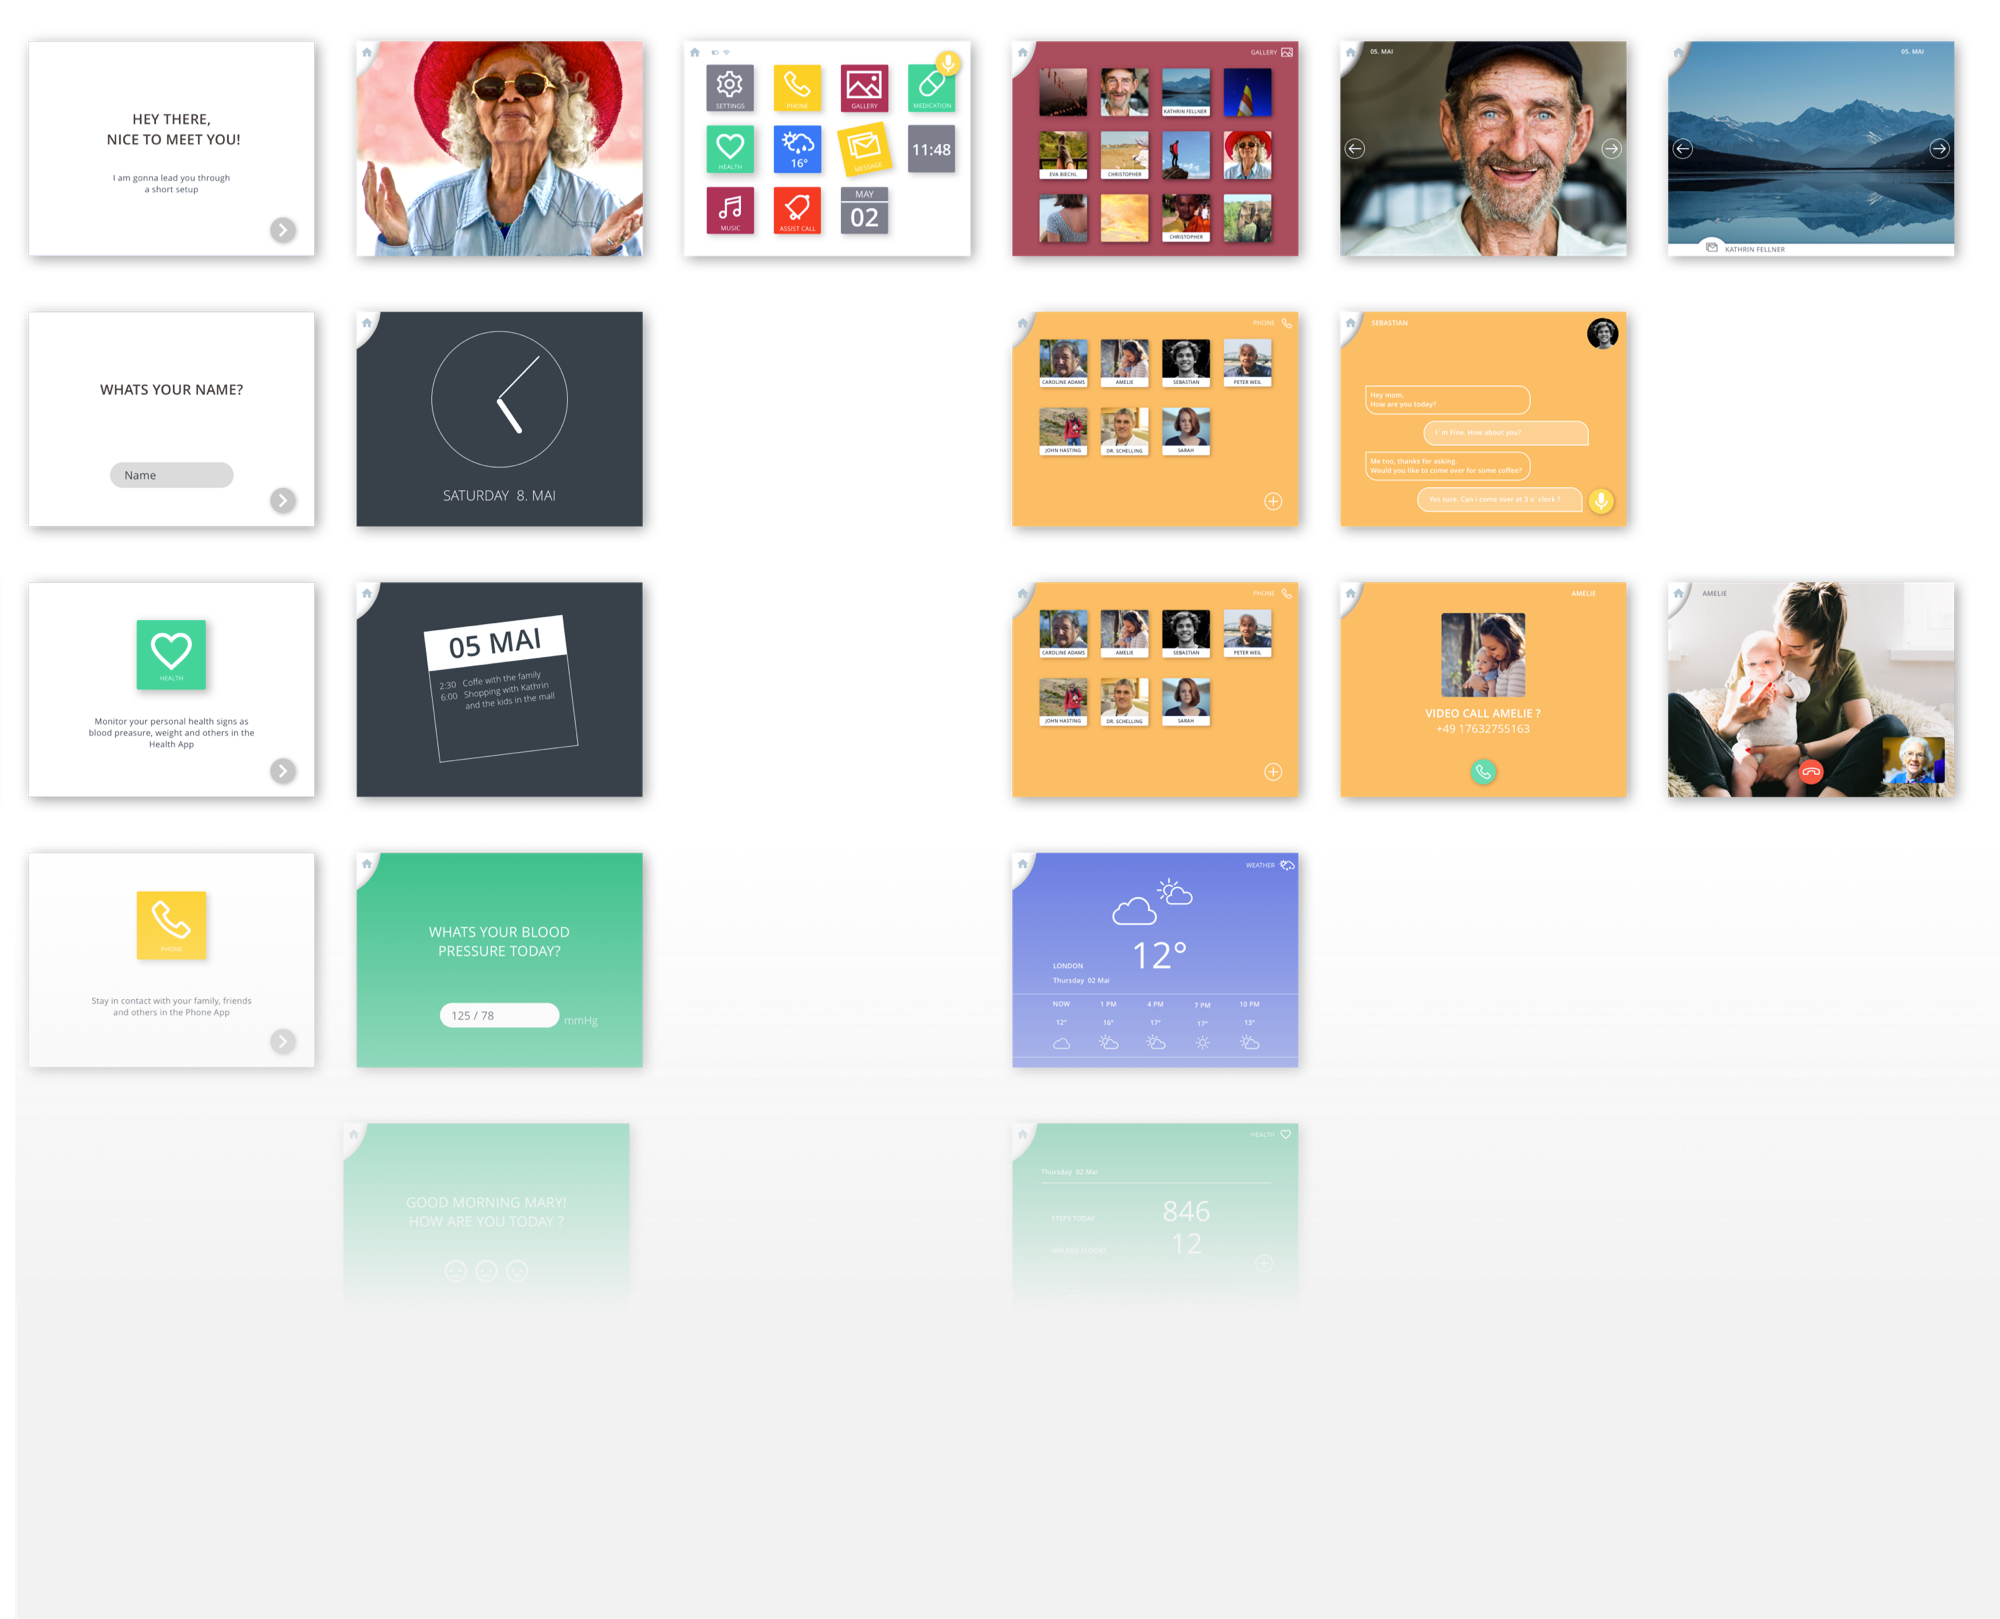 HEY THERE,
NICE TO MEET YOU!
I am gonna lead you through
a short setup
SETTINGS
PHONE
GALLERY
MEDICATION
HEALTH
16°
MESSAGE
11:48
MUSIC
ASSIST CALL
MAY
02
GALLERY
KATHRIN FELLNER
EVA BIECHL
CHRISTOPHER
CHRISTOPHER
05. MAI
05. MAI
KATHRIN FELLNER
WHATS YOUR NAME?
Name
SATURDAY 8. MAI
PHONE
CAROLINE ADAMS
AMELIE
SEBASTIAN
PETER WEIL
JOHN HASTING
DR. SCHELLING
SARAH
SEBASTIAN
Hey mom,
How are you today?
I´m Fine. How about you?
Me too, thanks for asking.
Would you like to come over for some coffee?
Yes sure. Can i come over at 3 o´clock ?
HEALTH
Monitor your personal health signs as
blood preasure, weight and others in the
Health App
05 MAI
2:30 Coffe with the family
6:00 Shopping with Kathrin
and the kids in the mall
PHONE
CAROLINE ADAMS
AMELIE
SEBASTIAN
PETER WEIL
JOHN HASTING
DR. SCHELLING
SARAH
AMELIE
VIDEO CALL AMELIE ?
+49 17632755163
AMELIE
PHONE
Stay in contact with your family, friends
and others in the Phone App
WHATS YOUR BLOOD
PRESSURE TODAY?
125 / 78
mmHg
WEATHER
12°
LONDON
Thursday 02 Mai
NOW 1 PM 4 PM 7 PM 10 PM
12° 16° 17° 17° 13°
GOOD MORNING MARY!
HOW ARE YOU TODAY ?
HEALTH
Thursday 02 Mai
STEPS TODAY
846
WALKED FLOORS
12